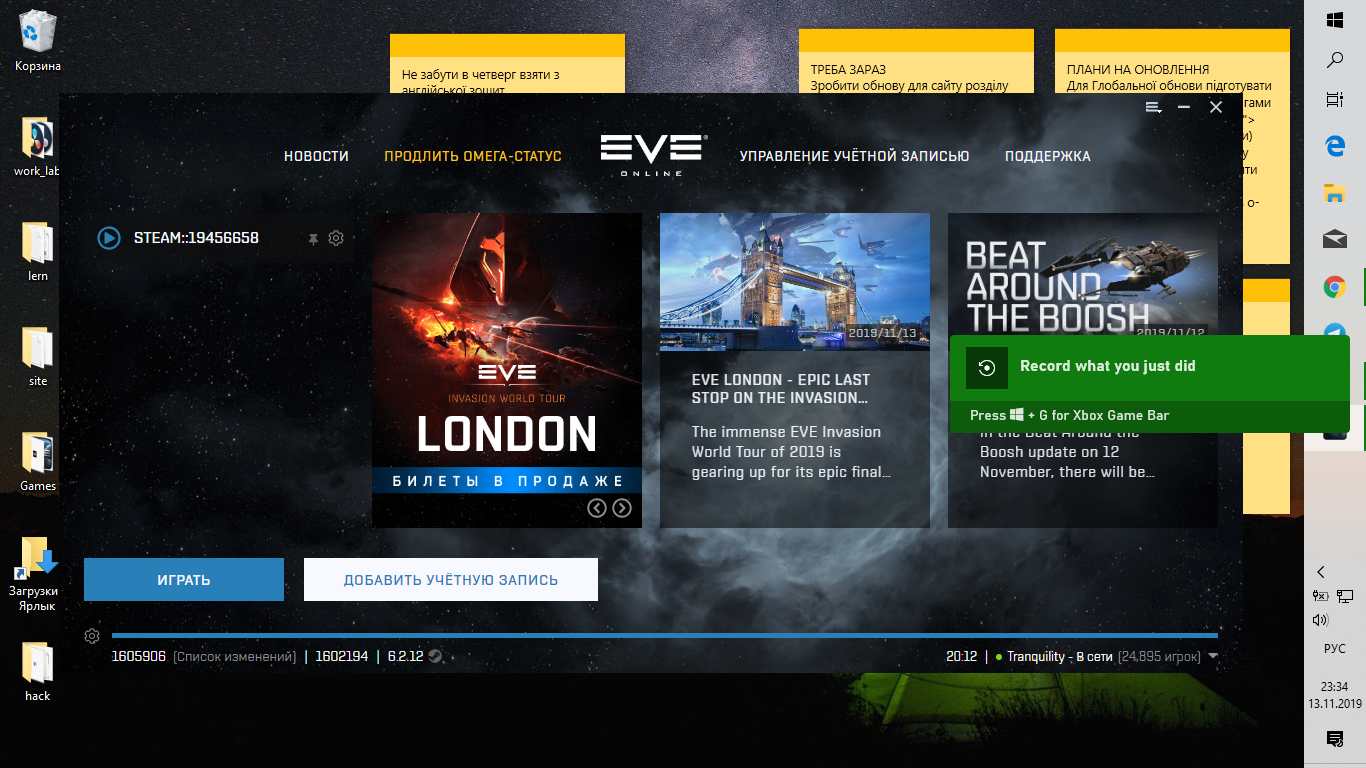 Корзина
work_lab
lern
site
Games
Загрузки
Ярлык
hack
Не забути в четверг взяти з
англійської зошит
ТРЕБА ЗАРАЗ
Зробити обнову для сайту розділу
ПЛАНИ НА ОНОВЛЕННЯ
Для Глобальної обнови підготувати
НОВОСТИ
ПРОДЛИТЬ ОМЕГА-СТАТУС
EVE
ONLINE
УПРАВЛЕНИЕ УЧЁТНОЙ ЗАПИСЬЮ
ПОДДЕРЖКА
STEAM::19456658
EVE
INVASION WORLD TOUR
LONDON
БИЛЕТЫ В ПРОДАЖЕ
2019/11/13
EVE LONDON - EPIC LAST
STOP ON THE INVASION...
The immense EVE Invasion
World Tour of 2019 is
gearing up for its epic final...
BEAT
AROUND
THE BOOSH
2019/11/12
Record what you just did
Press + G for Xbox Game Bar
In the Beat Around the
Boosh update on 12
November, there will be...
ИГРАТЬ
ДОБАВИТЬ УЧЁТНУЮ ЗАПИСЬ
1605906 (Список изменений) | 1602194 | 6.2.12
20:12 | Tranquility - В сети (24,895 игрок)
РУС
23:34
13.11.2019